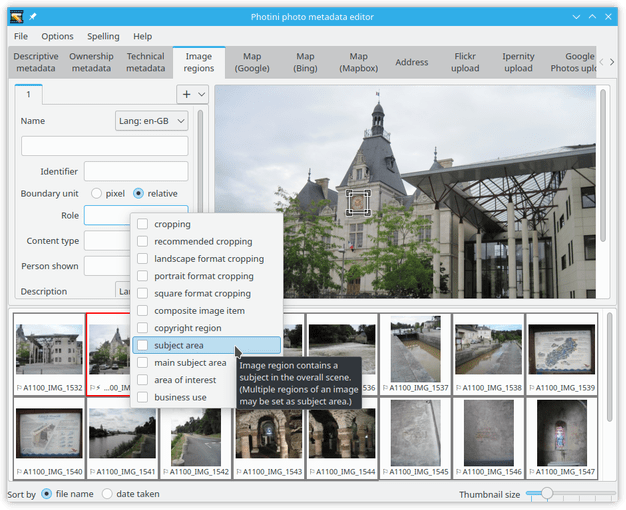 Photini photo metadata editor
File Options Spelling Help
Descriptive metadata
Ownership metadata
Technical metadata
Image regions
Map (Google)
Map (Bing)
Map (Mapbox)
Address
Flickr upload
Ipernity upload
Google Photos uplo
1
Name
Lang: en-GB
Identifier
Boundary unit pixel relative
Role
Content type
Person shown
Description
cropping
recommended cropping
landscape format cropping
portrait format cropping
square format cropping
composite image item
copyright region
subject area
main subject area
area of interest
business use
Image region contains a
subject in the overall scene.
(Multiple regions of an image
may be set as subject area.)
A1100_IMG_1532
...00_IM
536
A1100_IMG_1537
A1100_IMG_1538
A1100_IMG_1539
A1100_IMG_1540
A1100_IMG_1541
A1100_IMG_1542
A1100_IMG_1543
A1100_IMG_1544
A1100_IMG_1545
A1100_IMG_1546
A1100_IMG_1547
Sort by file name date taken
Thumbnail size